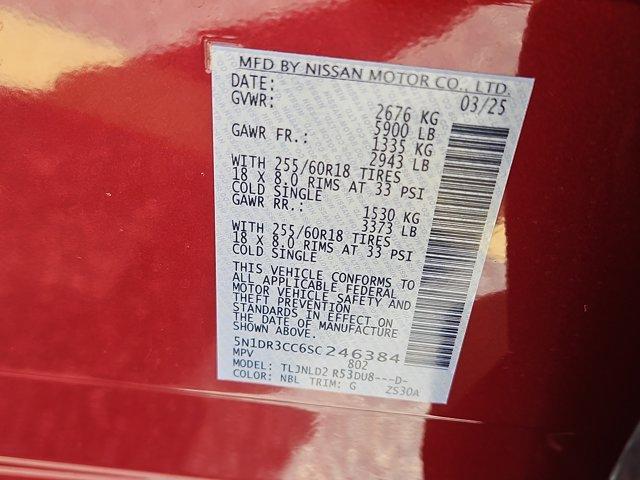 MFD BY NISSAN MOTOR CO., LTD.
DATE: 03/25
GVWR: 2676 KG
5900 LB
GAWR FR.: 1335 KG
2943 LB
WITH 255/60R18 TIRES
18 X 8.0 RIMS AT 33 PSI
COLD SINGLE
GAWR RR.: 1530 KG
3373 LB
WITH 255/60R18 TIRES
18 X 8.0 RIMS AT 33 PSI
COLD SINGLE
THIS VEHICLE CONFORMS TO
ALL APPLICABLE FEDERAL
MOTOR VEHICLE SAFETY AND
THEFT PREVENTION
STANDARDS IN EFFECT ON
THE DATE OF MANUFACTURE
SHOWN ABOVE.
5N1DR3CC6SC246384
MPV 802
MODEL: TLJNLD2 R53DU8---D-
COLOR: NBL TRIM: G ZS30A